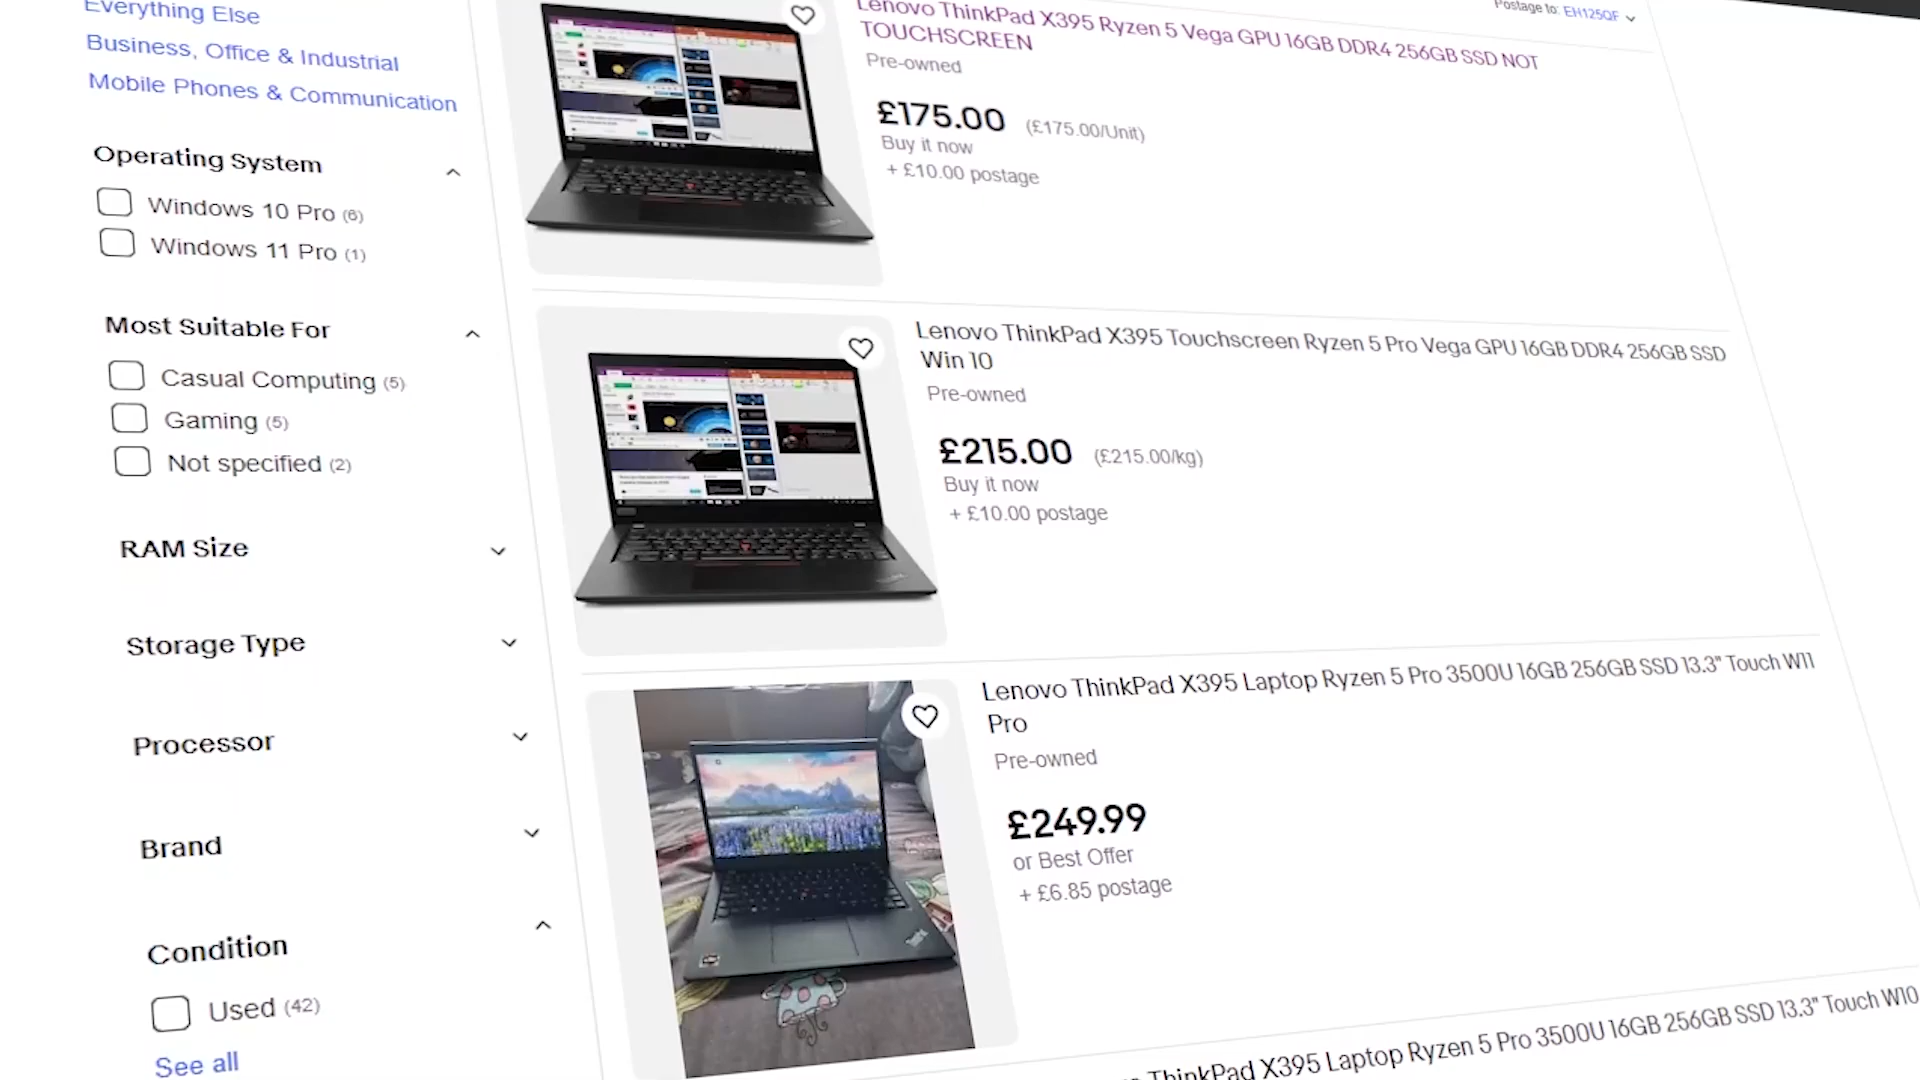 Everything Else
Business, Office & Industrial
Mobile Phones & Communication
Operating System
Windows 10 Pro (6)
Windows 11 Pro (1)
Most Suitable For
Casual Computing (5)
Gaming (5)
Not specified (2)
RAM Size
Storage Type
Processor
Brand
Condition
Used (42)
See all
Postage to: EH125QF
Lenovo ThinkPad X395 Ryzen 5 Vega GPU 16GB DDR4 256GB SSD NOT
TOUCHSCREEN
Pre-owned
£175.00 (£175.00/Unit)
Buy it now
+ £10.00 postage
Lenovo ThinkPad X395 Touchscreen Ryzen 5 Pro Vega GPU 16GB DDR4 256GB SSD
Win 10
Pre-owned
£215.00 (£215.00/kg)
Buy it now
+ £10.00 postage
Lenovo ThinkPad X395 Laptop Ryzen 5 Pro 3500U 16GB 256GB SSD 13.3" Touch W11
Pro
Pre-owned
£249.99
or Best Offer
+ £6.85 postage
ThinkPad X395 Laptop Ryzen 5 Pro 3500U 16GB 256GB SSD 13.3" Touch W10